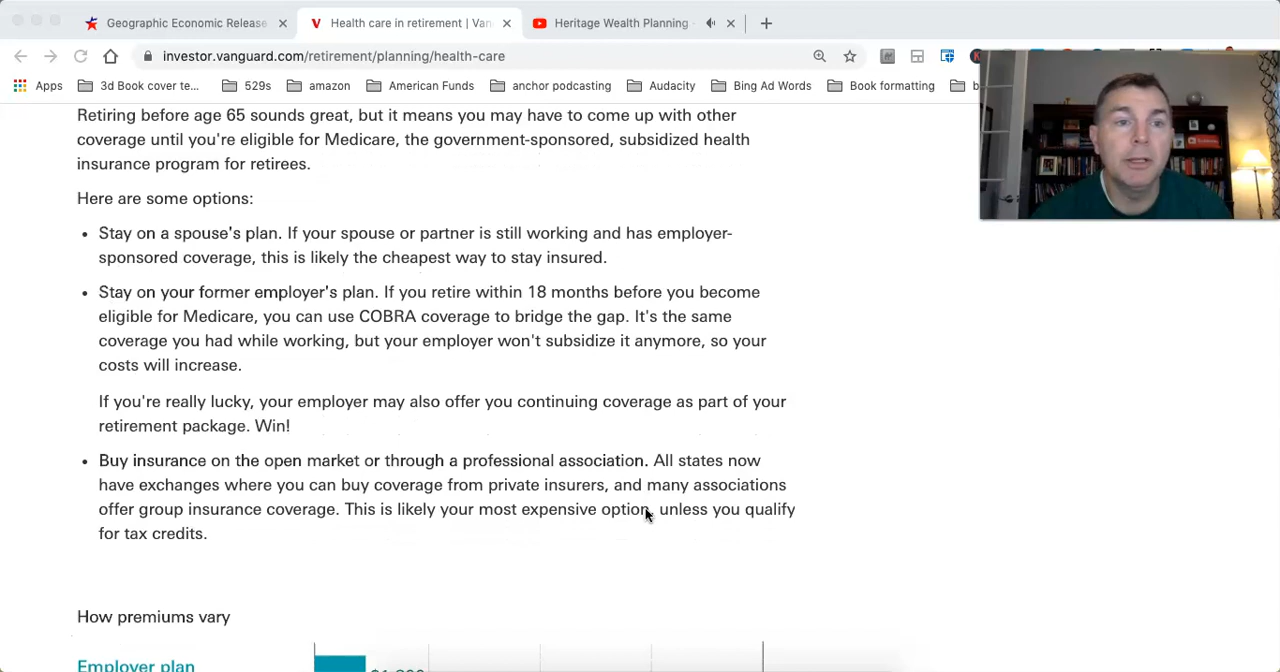 Geographic Economic Release
Health care in retirement | Van
Heritage Wealth Planning -
investor.vanguard.com/retirement/planning/health-care
Apps 3d Book cover te... 529s amazon American Funds anchor podcasting Audacity Bing Ad Words Book formatting
Retiring before age 65 sounds great, but it means you may have to come up with other
coverage until you're eligible for Medicare, the government-sponsored, subsidized health
insurance program for retirees.
Here are some options:
• Stay on a spouse's plan. If your spouse or partner is still working and has employer-
sponsored coverage, this is likely the cheapest way to stay insured.
• Stay on your former employer's plan. If you retire within 18 months before you become
eligible for Medicare, you can use COBRA coverage to bridge the gap. It's the same
coverage you had while working, but your employer won't subsidize it anymore, so your
costs will increase.
If you're really lucky, your employer may also offer you continuing coverage as part of your
retirement package. Win!
• Buy insurance on the open market or through a professional association. All states now
have exchanges where you can buy coverage from private insurers, and many associations
offer group insurance coverage. This is likely your most expensive option, unless you qualify
for tax credits.
How premiums vary
Employer plan